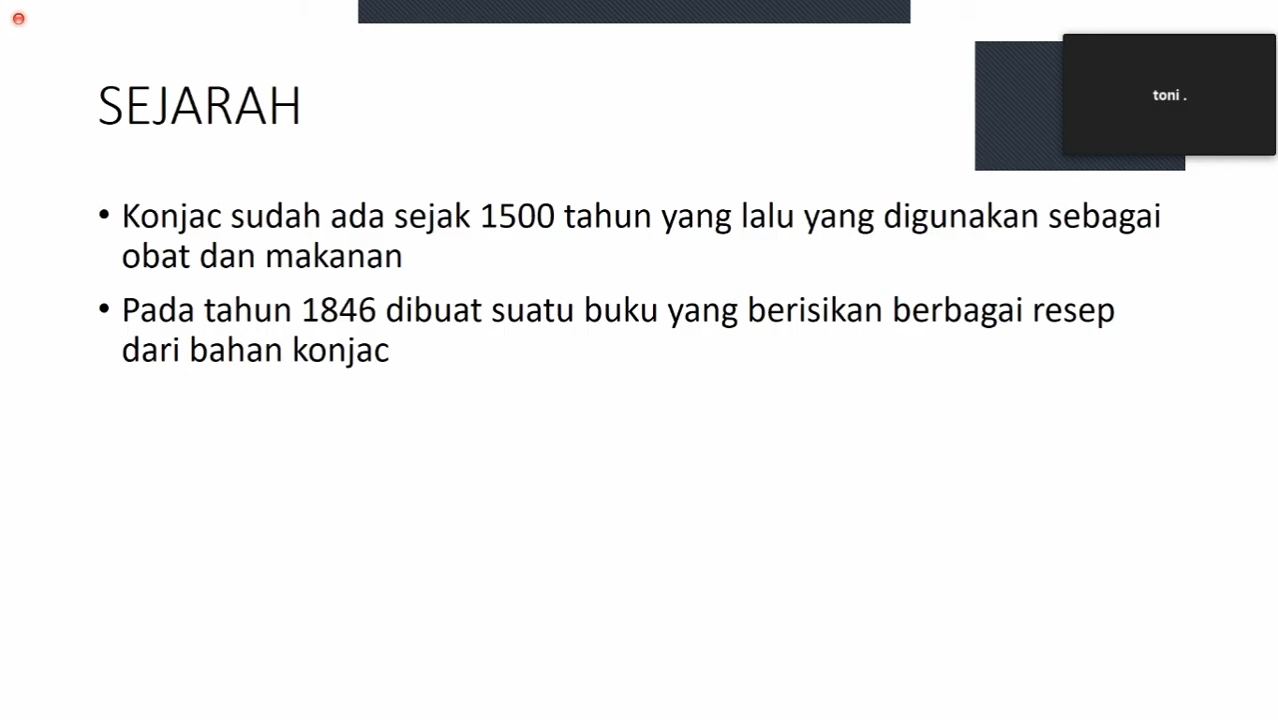 toni .
SEJARAH
• Konjac sudah ada sejak 1500 tahun yang lalu yang digunakan sebagai
obat dan makanan
• Pada tahun 1846 dibuat suatu buku yang berisikan berbagai resep
dari bahan konjac